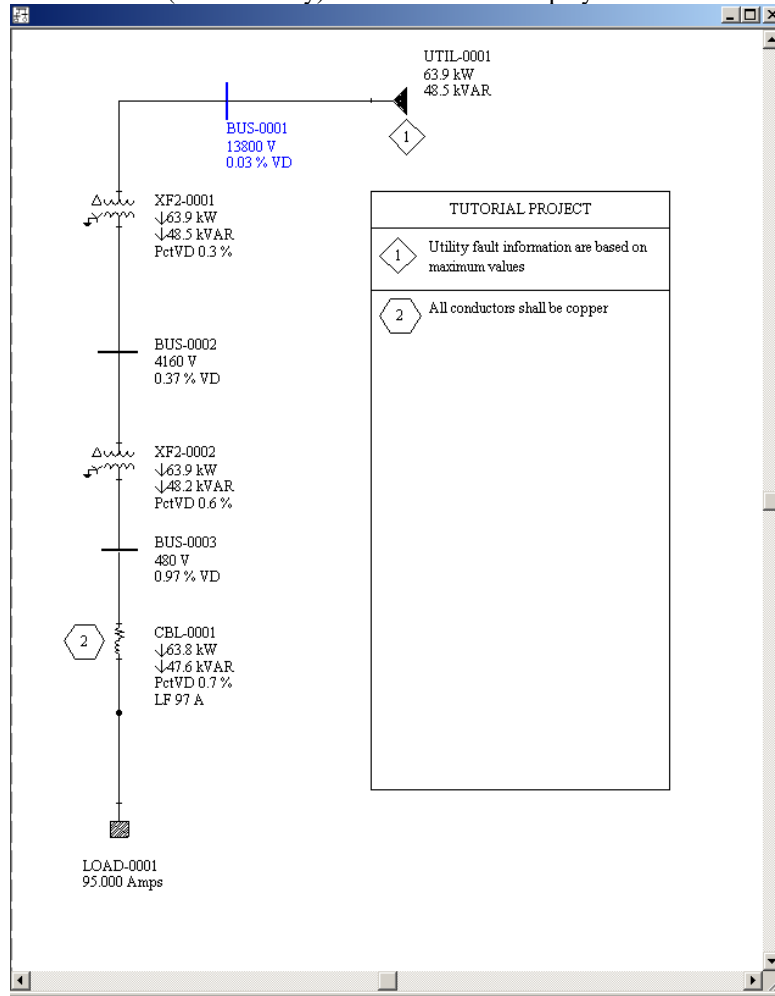 UTIL-0001
63.9 kW
48.5 kVAR
1
BUS-0001
13800 V
0.03 % VD
XF2-0001
↓63.9 kW
↓48.5 kVAR
PctVD 0.3 %
TUTORIAL PROJECT
1 Utility fault information are based on
maximum values
2 All conductors shall be copper
BUS-0002
4160 V
0.37 % VD
XF2-0002
↓63.9 kW
↓48.2 kVAR
PctVD 0.6 %
BUS-0003
480 V
0.97 % VD
2
CBL-0001
↓63.8 kW
↓47.6 kVAR
PctVD 0.7 %
LF 97 A
LOAD-0001
95.000 Amps